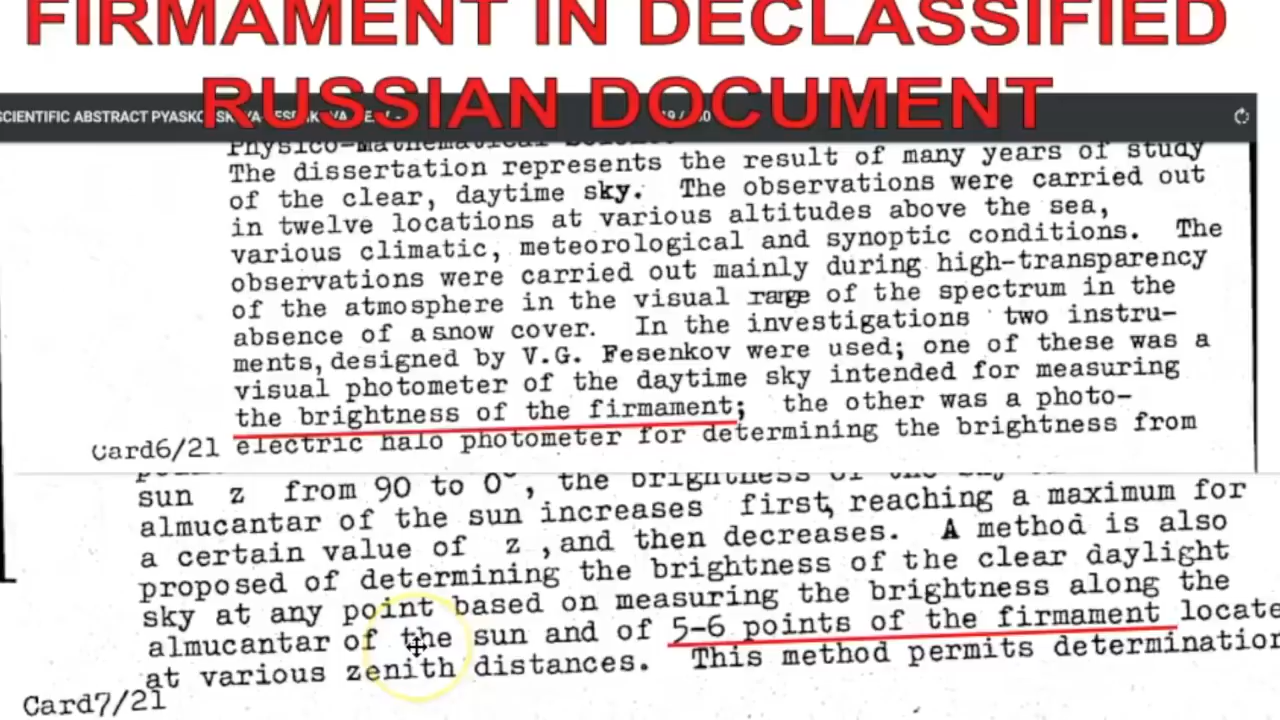 FIRMAMENT IN DECLASSIFIED
RUSSIAN DOCUMENT
SCIENTIFIC ABSTRACT
Physico-Mathematical
The dissertation represents the result of many years of study
of the clear, daytime sky. The observations were carried out
in twelve locations at various altitudes above the sea,
various climatic, meteorological and synoptic conditions. The
observations were carried out mainly during high-transparency
of the atmosphere in the visual rarge of the spectrum in the
absence of a snow cover. In the investigations two instru-
ments, designed by V.G. Fesenkov were used; one of these was a
visual photometer of the daytime sky intended for measuring
the brightness of the firmament; the other was a photo-
Card6/21 electric halo photometer for determining the brightness from
sun z from 90 to 0°, the brightness of the
almucantar of the sun increases first, reaching a maximum for
a certain value of z ,and then decreases. A method is also
proposed of determining the brightness of the clear daylight
sky at any point based on measuring the brightness along the
almucantar of the sun and of 5-6 points of the firmament locate
at various zenith distances. This method permits determination
Card7/21